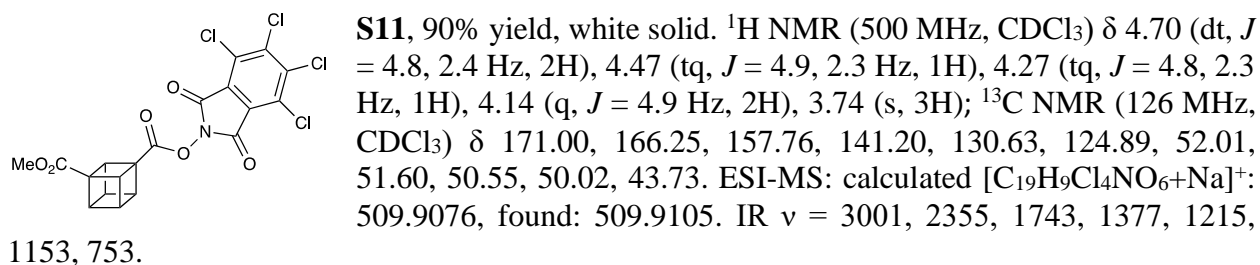 Cl
Cl
Cl
Cl
O
O
O
N
O
MeO₂C
S11, 90% yield, white solid. ¹H NMR (500 MHz, CDCl₃) δ 4.70 (dt, J
= 4.8, 2.4 Hz, 2H), 4.47 (tq, J = 4.9, 2.3 Hz, 1H), 4.27 (tq, J = 4.8, 2.3
Hz, 1H), 4.14 (q, J = 4.9 Hz, 2H), 3.74 (s, 3H); ¹³C NMR (126 MHz,
CDCl₃) δ 171.00, 166.25, 157.76, 141.20, 130.63, 124.89, 52.01,
51.60, 50.55, 50.02, 43.73. ESI-MS: calculated [C₁₉H₉Cl₄NO₆+Na]⁺:
509.9076, found: 509.9105. IR ν = 3001, 2355, 1743, 1377, 1215,
1153, 753.